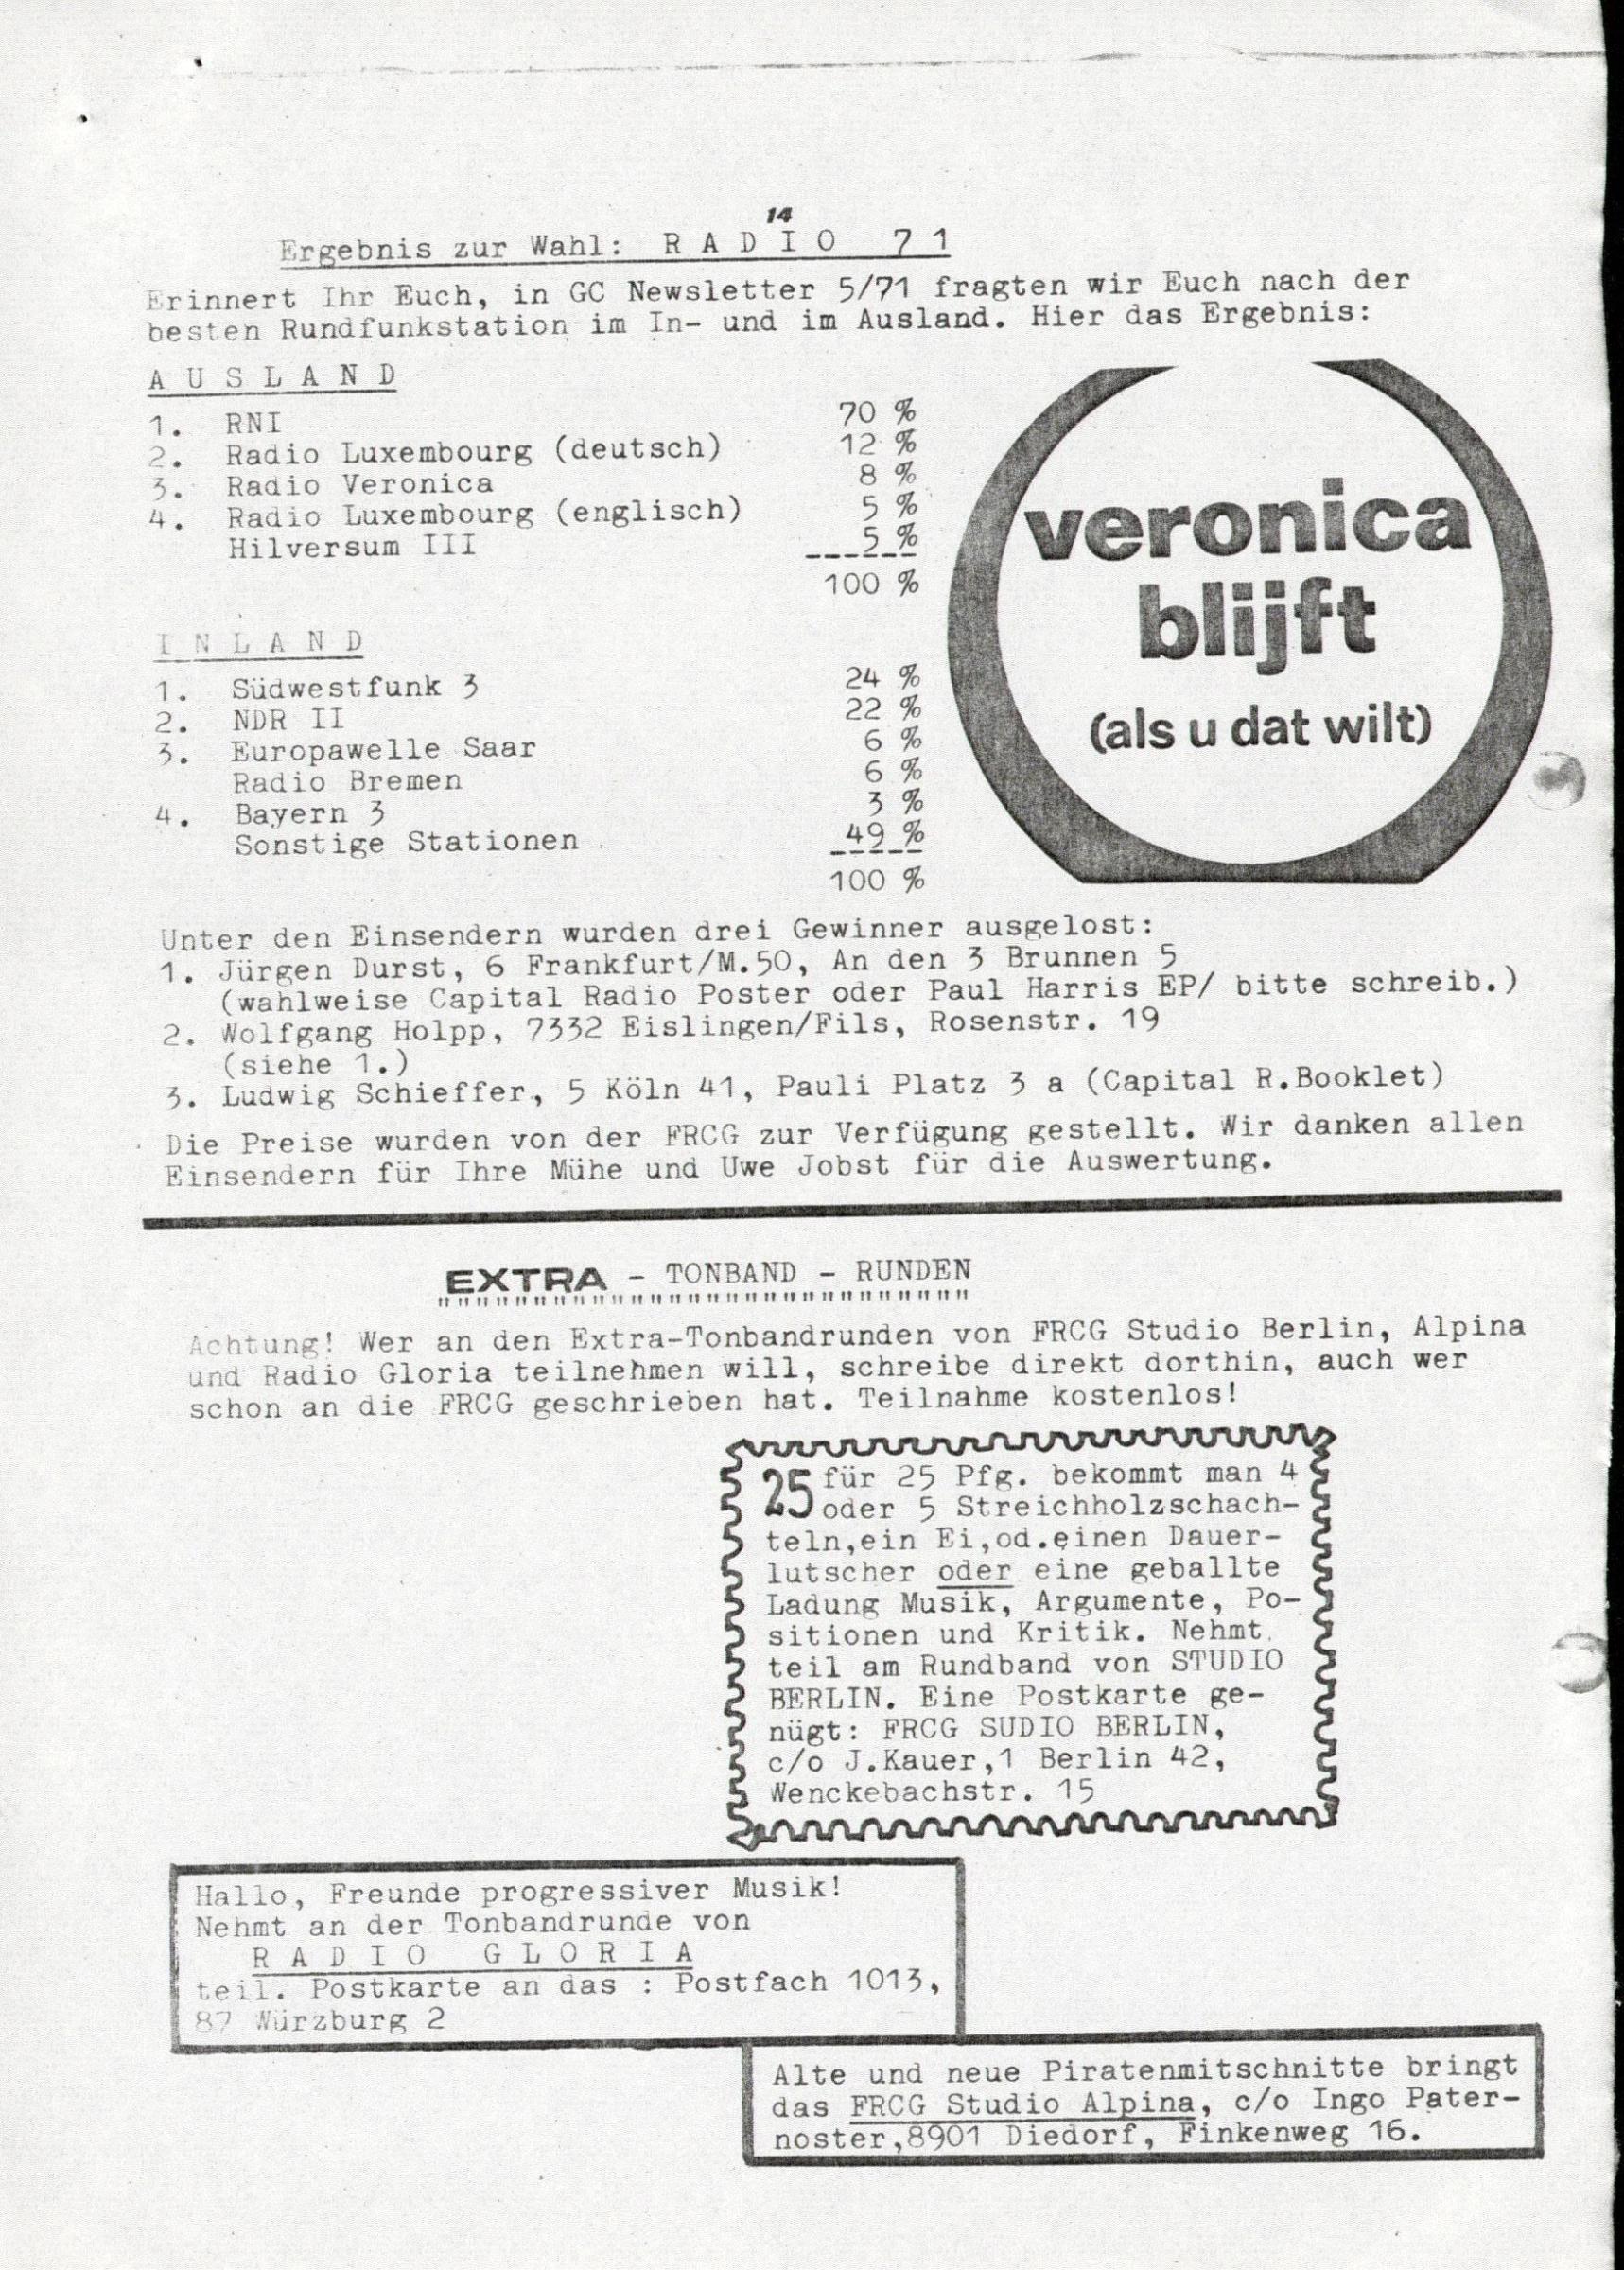 14
Ergebnis zur Wahl: R A D I O 7 1
Erinnert Ihr Euch, in GC Newsletter 5/71 fragten wir Euch nach der
besten Rundfunkstation im In- und im Ausland. Hier das Ergebnis:
A U S L A N D
1. RNI 70 %
2. Radio Luxembourg (deutsch) 12 %
3. Radio Veronica 8 %
4. Radio Luxembourg (englisch) 5 %
Hilversum III 5 %
100 %
veronica
blijft
(als u dat wilt)
I N L A N D
1. Südwestfunk 3 24 %
2. NDR II 22 %
3. Europawelle Saar 6 %
Radio Bremen 6 %
4. Bayern 3 3 %
Sonstige Stationen 49 %
100 %
Unter den Einsendern wurden drei Gewinner ausgelost:
1. Jürgen Durst, 6 Frankfurt/M.50, An den 3 Brunnen 5
(wahlweise Capital Radio Poster oder Paul Harris EP/ bitte schreib.)
2. Wolfgang Holpp, 7332 Eislingen/Fils, Rosenstr. 19
(siehe 1.)
3. Ludwig Schieffer, 5 Köln 41, Pauli Platz 3 a (Capital R.Booklet)
Die Preise wurden von der FRCG zur Verfügung gestellt. Wir danken allen
Einsendern für Ihre Mühe und Uwe Jobst für die Auswertung.
EXTRA - TONBAND - RUNDEN
""""""""""""""""""""""""""""
Achtung! Wer an den Extra-Tonbandrunden von FRCG Studio Berlin, Alpina
und Radio Gloria teilnehmen will, schreibe direkt dorthin, auch wer
schon an die FRCG geschrieben hat. Teilnahme kostenlos!
25 für 25 Pfg. bekommt man 4
oder 5 Streichholzschach-
teln,ein Ei,od.einen Dauer-
lutscher oder eine geballte
Ladung Musik, Argumente, Po-
sitionen und Kritik. Nehmt
teil am Rundband von STUDIO
BERLIN. Eine Postkarte ge-
nügt: FRCG SUDIO BERLIN,
c/o J.Kauer,1 Berlin 42,
Wenckebachstr. 15
Hallo, Freunde progressiver Musik!
Nehmt an der Tonbandrunde von
R A D I O G L O R I A
teil. Postkarte an das : Postfach 1013,
87 Würzburg 2
Alte und neue Piratenmitschnitte bringt
das FRCG Studio Alpina, c/o Ingo Pater-
noster,8901 Diedorf, Finkenweg 16.